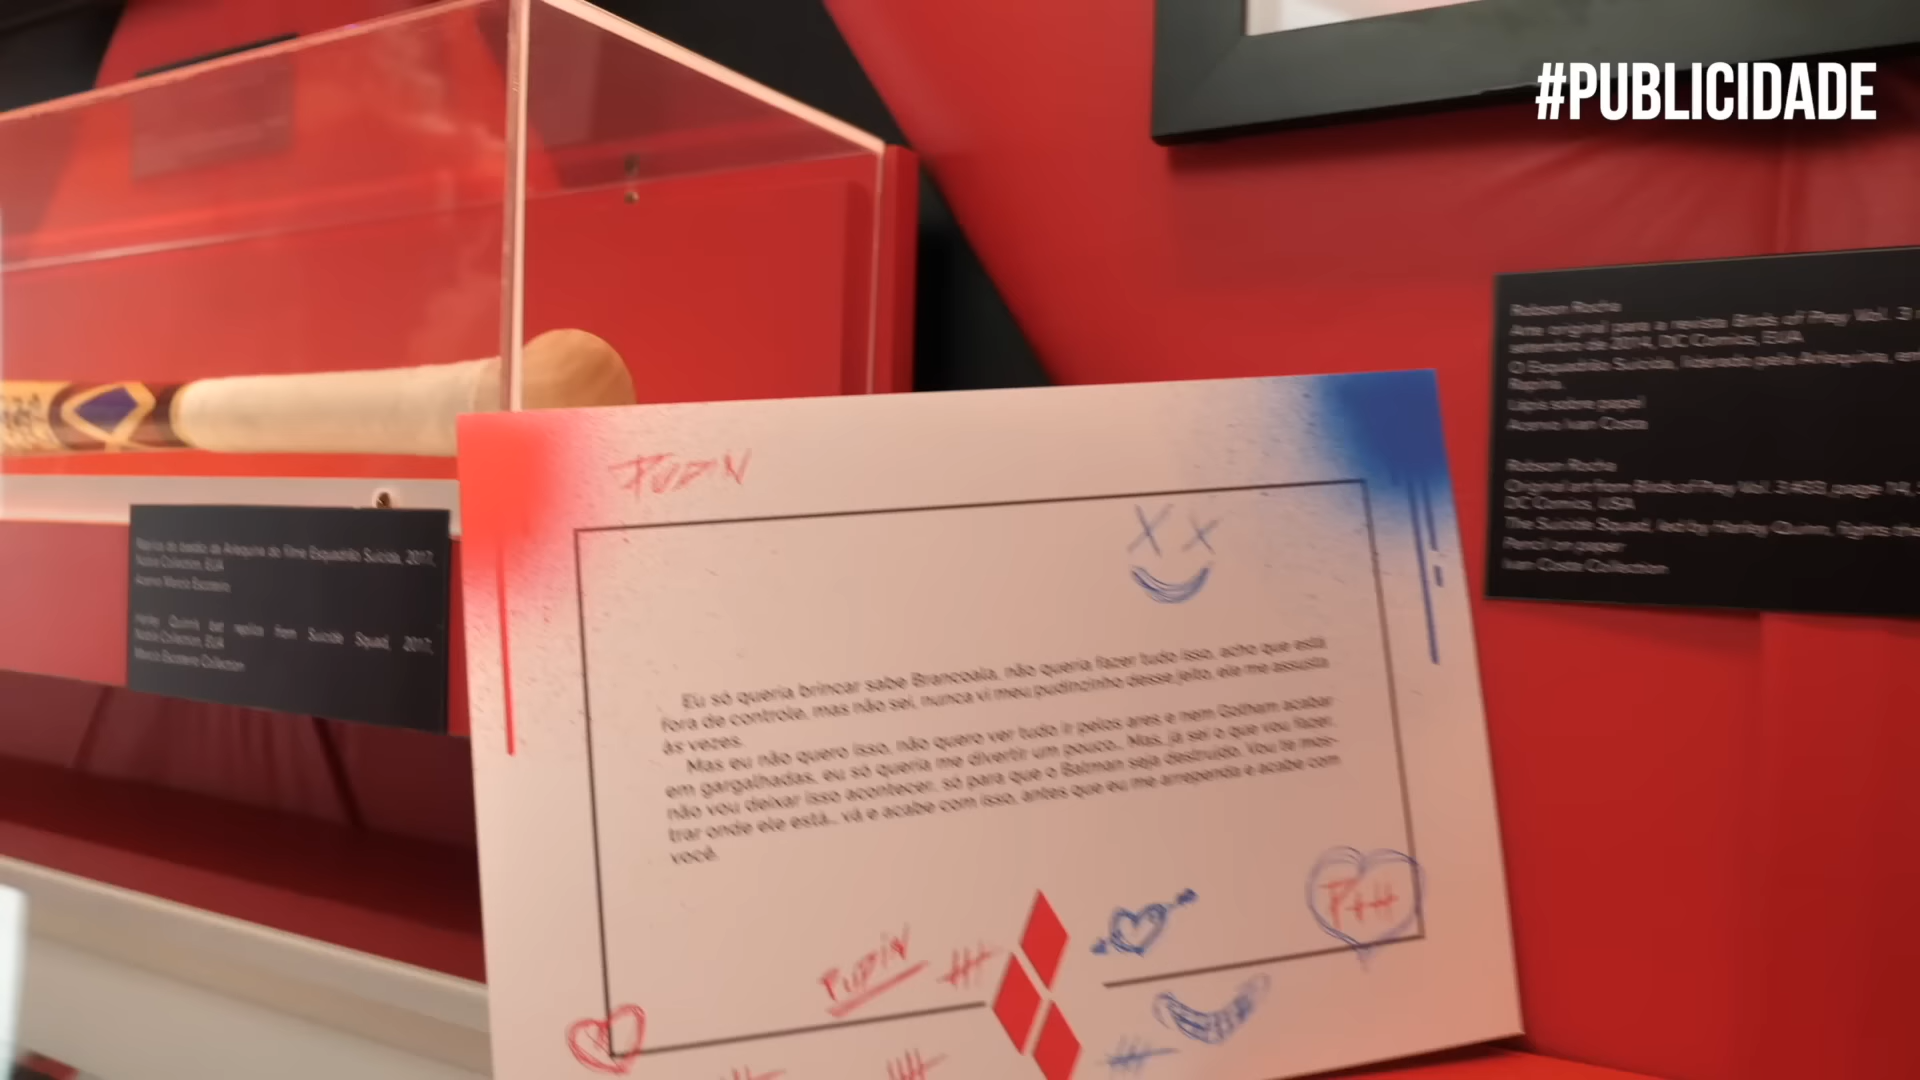 #PUBLICIDADE
Robson Rocha
Arte original para a revista Birds of Prey Vol. 3
setembro de 2014, DC Comics, EUA
O Esquadrão Suicida, liderado pela Arlequina, en
Rapina.
Lápis sobre papel
Acervo Ivan Costa
Robson Rocha
Original art from Birds of Prey Vol. 3 #33, page 14,
DC Comics, USA
The Suicide Squad, led by Harley Quinn, fights the
Pencil on paper
Ivan Costa Collection
Réplica do bastão da Arlequina do filme Esquadrão Suicida, 2017,
Noble Collection, EUA
Acervo Marcio Escoteiro
Harley Quinn's bat replica from Suicide Squad, 2017,
Noble Collection, EUA
Marcio Escoteiro Collection
PUDIN
Eu só queria brincar sabe Brancoala, não queria fazer tudo isso, acho que está
fora de controle, mas não sei, nunca vi meu pudinzinho desse jeito, ele me assusta
às vezes.
Mas eu não quero isso, não quero ver tudo ir pelos ares e nem Gotham acabar
em gargalhadas, eu só queria me divertir um pouco... Mas, já sei o que vou fazer,
não vou deixar isso acontecer, só para que o Batman seja destruído. Vou te mos-
trar onde ele está... vá e acabe com isso, antes que eu me arrependa e acabe com
você.
P+H
PUDIN